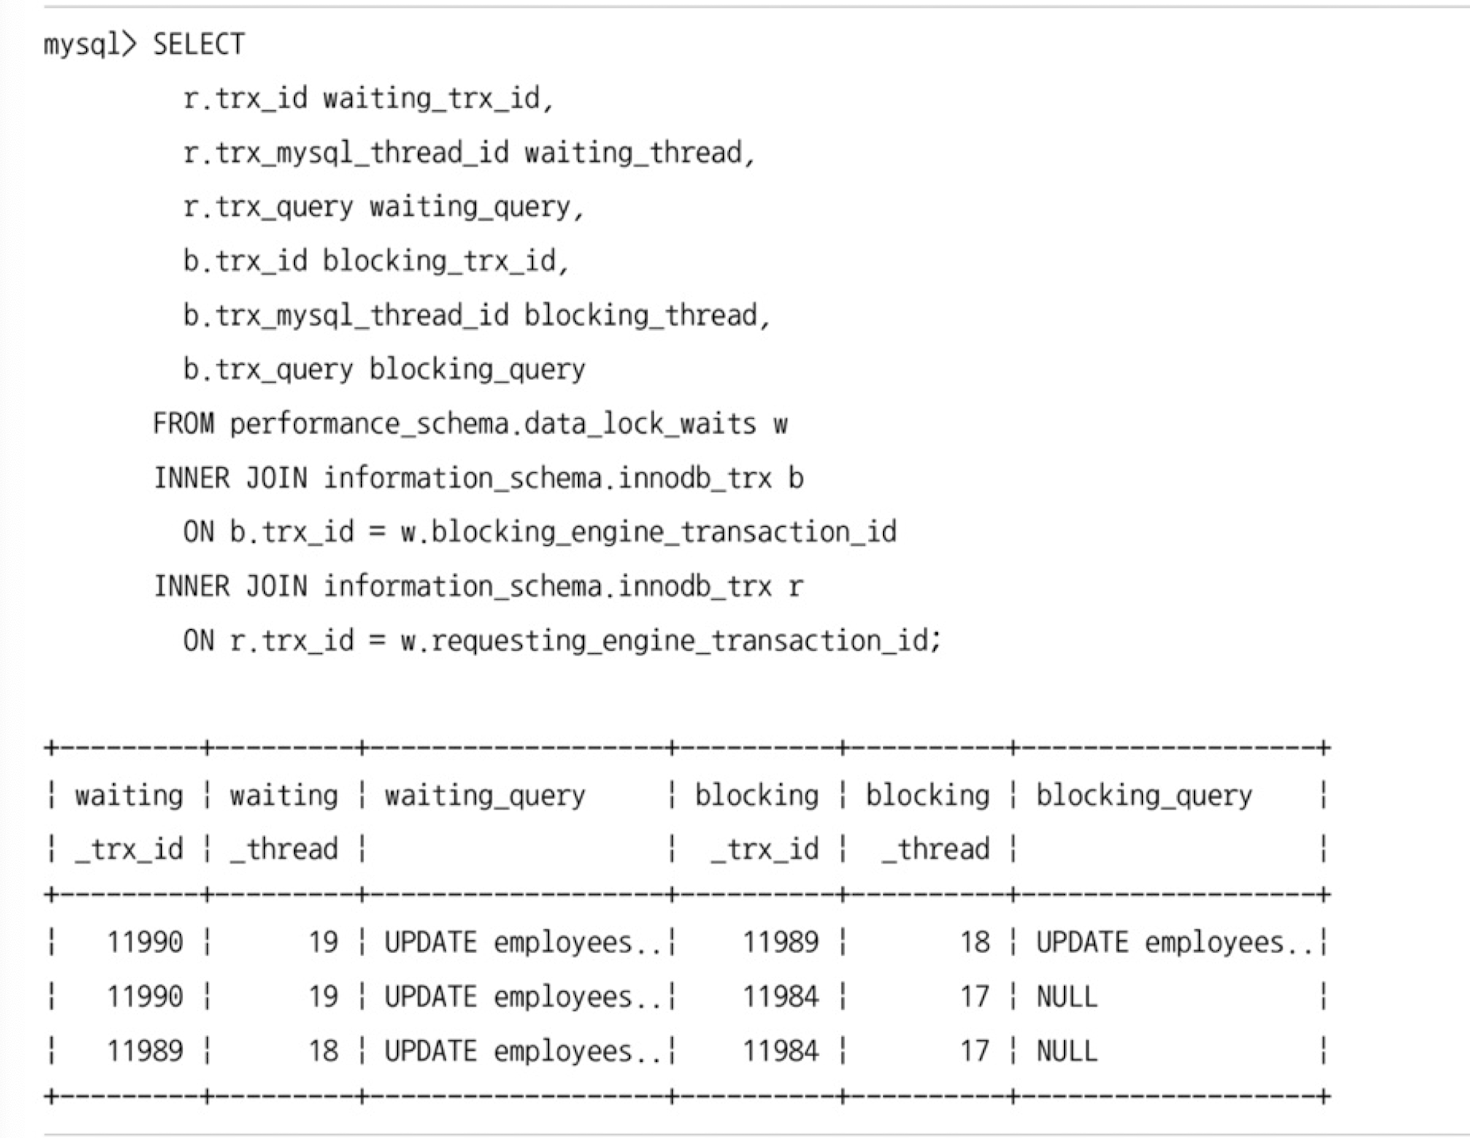 mysql> SELECT
r.trx_id waiting_trx_id,
r.trx_mysql_thread_id waiting_thread,
r.trx_query waiting_query,
b.trx_id blocking_trx_id,
b.trx_mysql_thread_id blocking_thread,
b.trx_query blocking_query
FROM performance_schema.data_lock_waits w
INNER JOIN information_schema.innodb_trx b
ON b.trx_id = w.blocking_engine_transaction_id
INNER JOIN information_schema.innodb_trx r
ON r.trx_id = w.requesting_engine_transaction_id;
+---------+---------+--------------------+----------+----------+-------------------+
¦ waiting ¦ waiting ¦ waiting_query ¦ blocking ¦ blocking ¦ blocking_query ¦
¦ _trx_id ¦ _thread ¦ ¦ _trx_id ¦ _thread ¦ ¦
+---------+---------+--------------------+----------+----------+-------------------+
¦ 11990 ¦ 19 ¦ UPDATE employees..¦ 11989 ¦ 18 ¦ UPDATE employees..¦
¦ 11990 ¦ 19 ¦ UPDATE employees..¦ 11984 ¦ 17 ¦ NULL ¦
¦ 11989 ¦ 18 ¦ UPDATE employees..¦ 11984 ¦ 17 ¦ NULL ¦
+---------+---------+--------------------+----------+----------+-------------------+